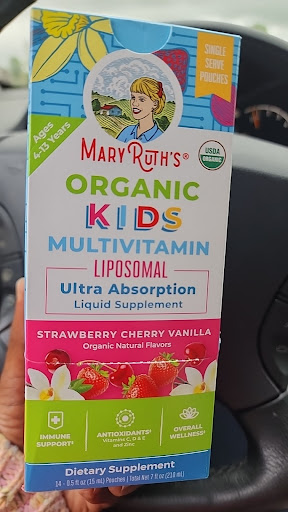 SINGLE
SERVE
POUCHES
Ages
4-13 Years
MARY RUTH'S®
USDA
ORGANIC
ORGANIC
KIDS
MULTIVITAMIN
LIPOSOMAL
Ultra Absorption
Liquid Supplement
STRAWBERRY CHERRY VANILLA
Organic Natural Flavors
IMMUNE
SUPPORT‡
ANTIOXIDANTS‡
Vitamins C, D & E
and Zinc
OVERALL
WELLNESS‡
Dietary Supplement
14 - 0.5 fl oz (15 mL) Pouches | Total Net 7 fl oz (210 mL)